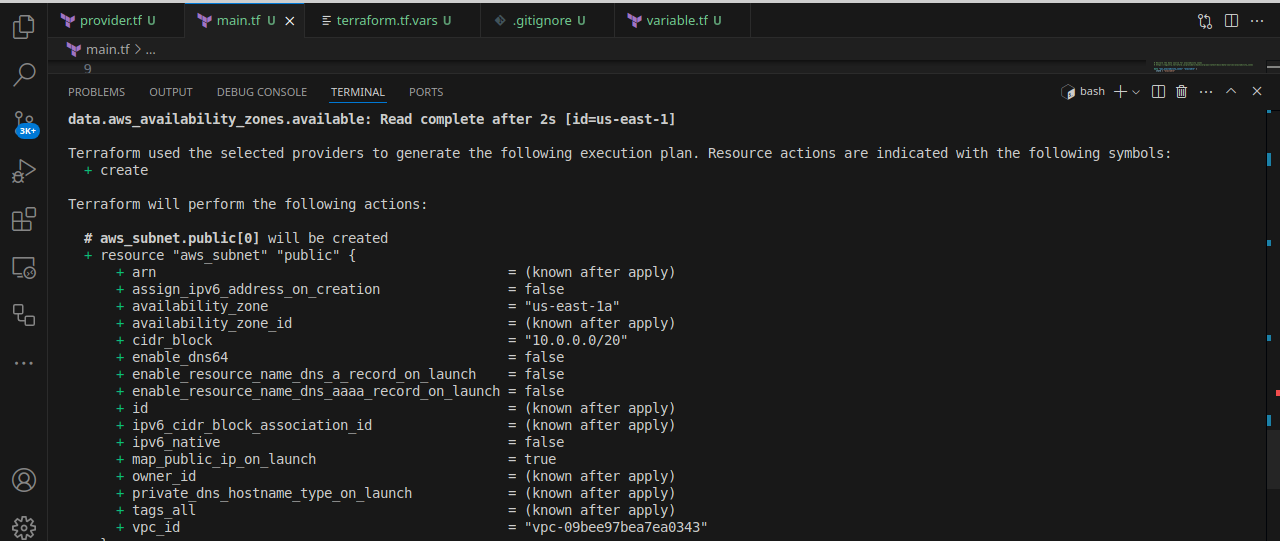 provider.tf U
main.tf U
terraform.tf.vars U
.gitignore U
variable.tf U
main.tf > ...
9
PROBLEMS
OUTPUT
DEBUG CONSOLE
TERMINAL
PORTS
bash
3K+
data.aws_availability_zones.available: Read complete after 2s [id=us-east-1]
Terraform used the selected providers to generate the following execution plan. Resource actions are indicated with the following symbols:
+ create
Terraform will perform the following actions:
# aws_subnet.public[0] will be created
+ resource "aws_subnet" "public" {
+ arn = (known after apply)
+ assign_ipv6_address_on_creation = false
+ availability_zone = "us-east-1a"
+ availability_zone_id = (known after apply)
+ cidr_block = "10.0.0.0/20"
+ enable_dns64 = false
+ enable_resource_name_dns_a_record_on_launch = false
+ enable_resource_name_dns_aaaa_record_on_launch = false
+ id = (known after apply)
+ ipv6_cidr_block_association_id = (known after apply)
+ ipv6_native = false
+ map_public_ip_on_launch = true
+ owner_id = (known after apply)
+ private_dns_hostname_type_on_launch = (known after apply)
+ tags_all = (known after apply)
+ vpc_id = "vpc-09bee97bea7ea0343"